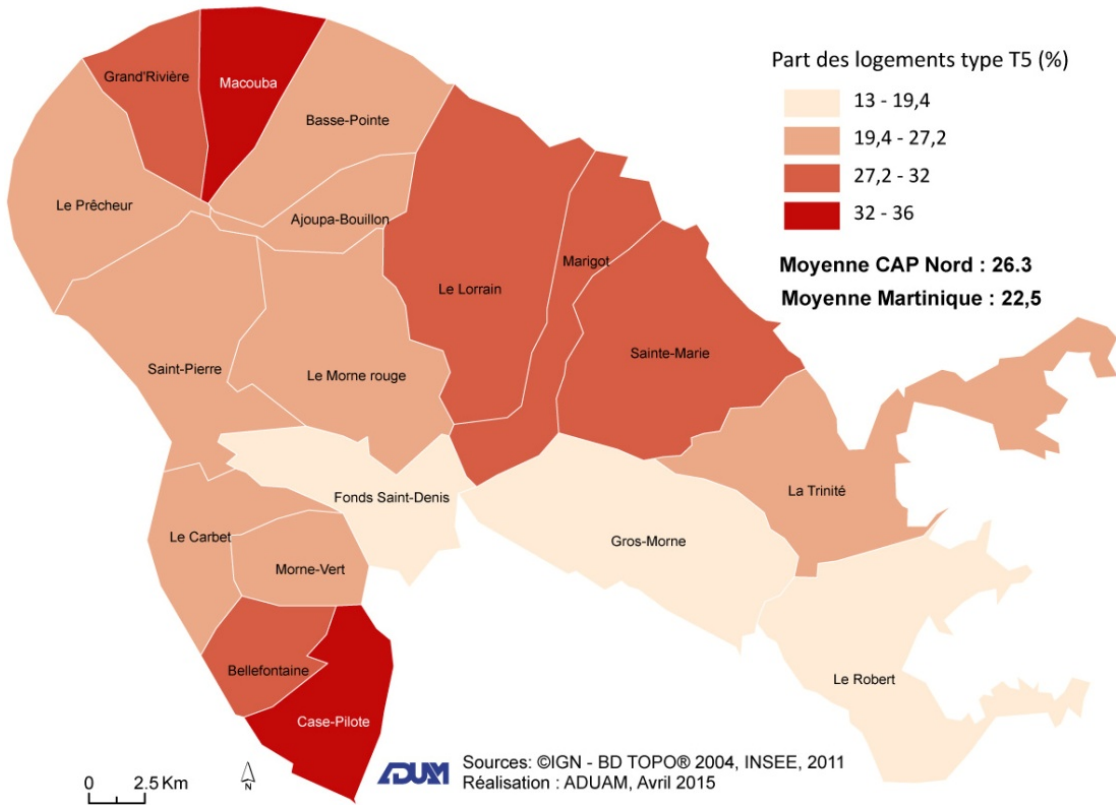 Part des logements type T5 (%)
13 - 19,4
19,4 - 27,2
27,2 - 32
32 - 36
Moyenne CAP Nord : 26.3
Moyenne Martinique : 22,5
Grand'Rivière
Macouba
Basse-Pointe
Le Prêcheur
Ajoupa-Bouillon
Marigot
Le Lorrain
Sainte-Marie
Saint-Pierre
Le Morne rouge
La Trinité
Fonds Saint-Denis
Le Carbet
Gros-Morne
Morne-Vert
Bellefontaine
Le Robert
Case-Pilote
0 2.5 Km
N
ADUAM
Sources: ©IGN - BD TOPO® 2004, INSEE, 2011
Réalisation : ADUAM, Avril 2015